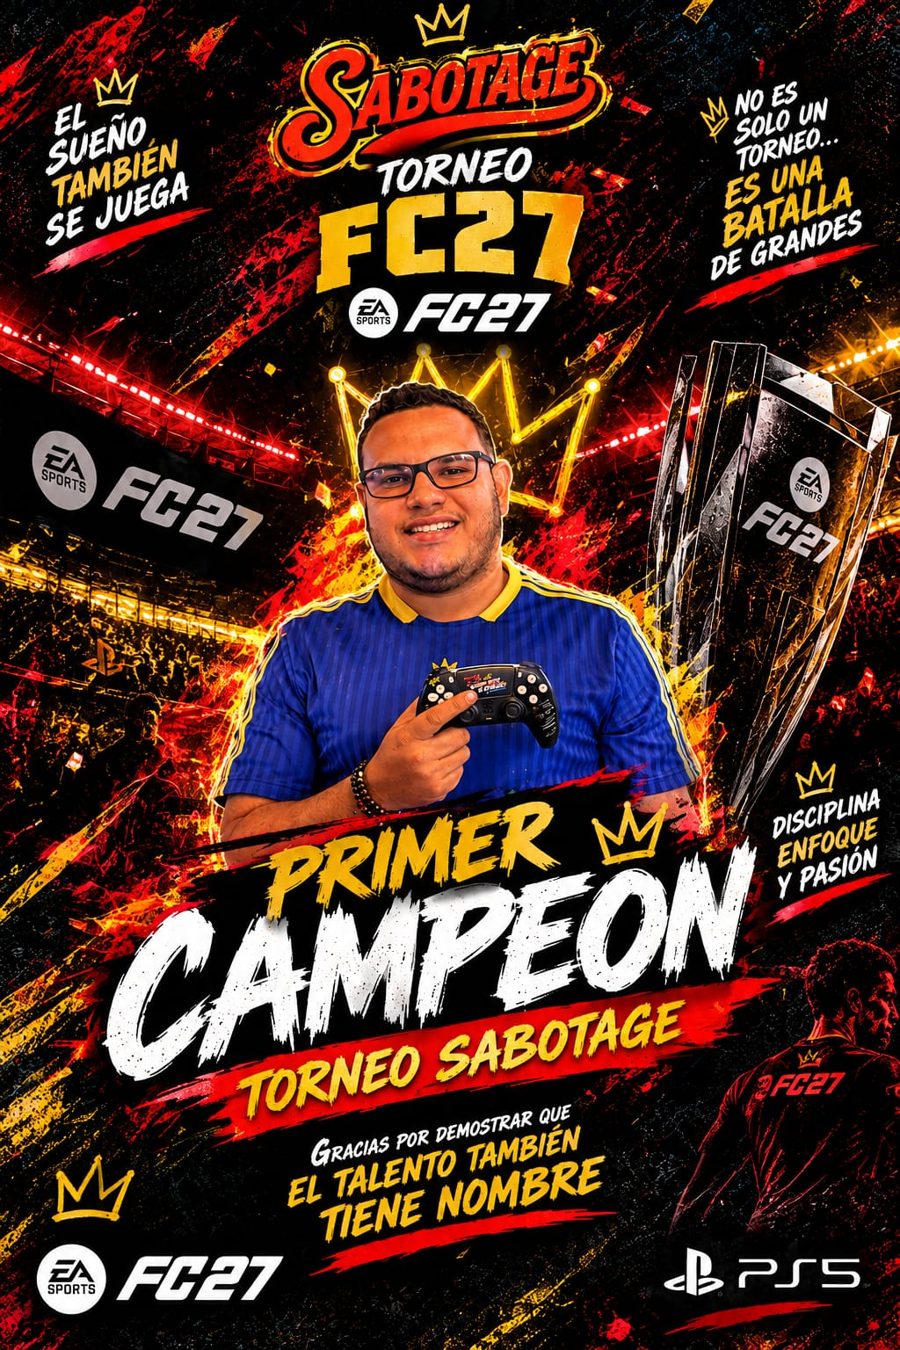 SABOTAGE
TORNEO
FC27
EA
SPORTS
FC27
EL
SUEÑO
TAMBIÉN
SE JUEGA
NO ES
SOLO UN
TORNEO...
ES UNA
BATALLA
DE GRANDES
EA
SPORTS
FC27
EA
SPORTS
FC27
PRIMER
CAMPEON
TORNEO SABOTAGE
DISCIPLINA
ENFOQUE
Y PASIÓN
FC27
GRACIAS POR DEMOSTRAR QUE
EL TALENTO TAMBIÉN
TIENE NOMBRE
EA
SPORTS
FC27
PS5